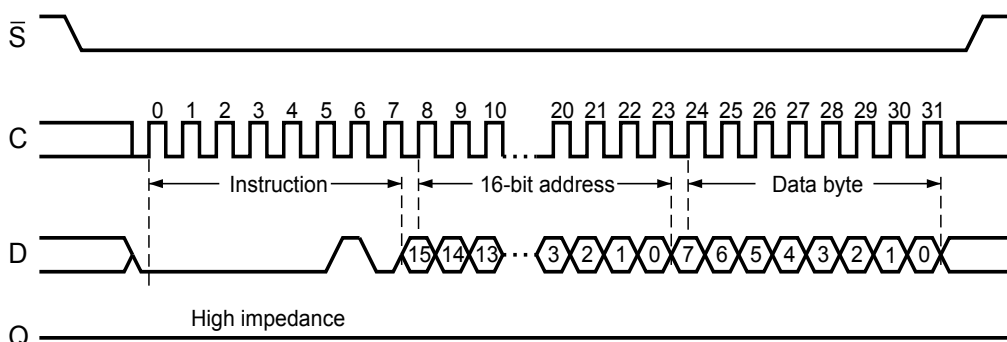 S̅
0 1 2 3 4 5 6 7 8 9 10 20 21 22 23 24 25 26 27 28 29 30 31
C
Instruction 16-bit address Data byte
D 15 14 13 3 2 1 0 7 6 5 4 3 2 1 0
High impedance
Q